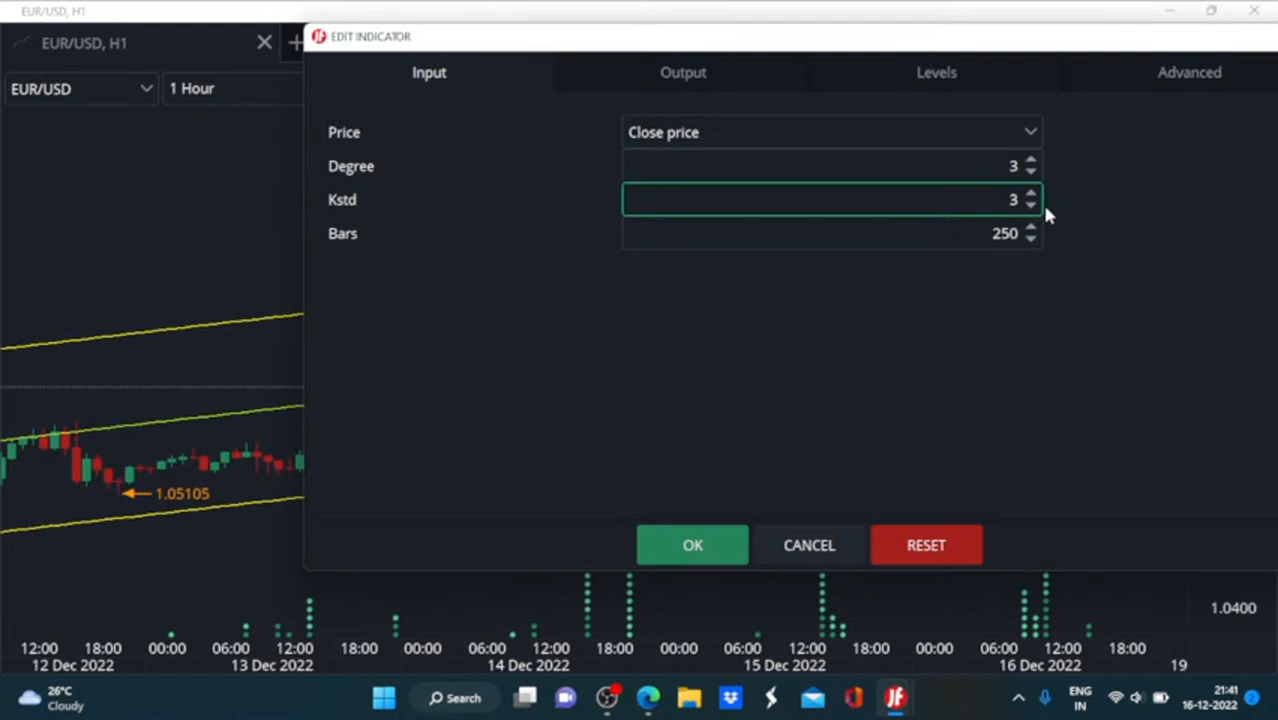 EUR/USD, H1
EUR/USD, H1
EDIT INDICATOR
Input Output Levels Advanced
EUR/USD 1 Hour
Price Close price
Degree 3
Kstd 3
Bars 250
1.05105
OK CANCEL RESET
1.0400
12:00 18:00 00:00 06:00 12:00 18:00 00:00 06:00 12:00 18:00 00:00 06:00 12:00 18:00 00:00 06:00 12:00 18:00
12 Dec 2022 13 Dec 2022 14 Dec 2022 15 Dec 2022 16 Dec 2022 19
26°C
Cloudy
Search
ENG
IN
21:41
16-12-2022
2